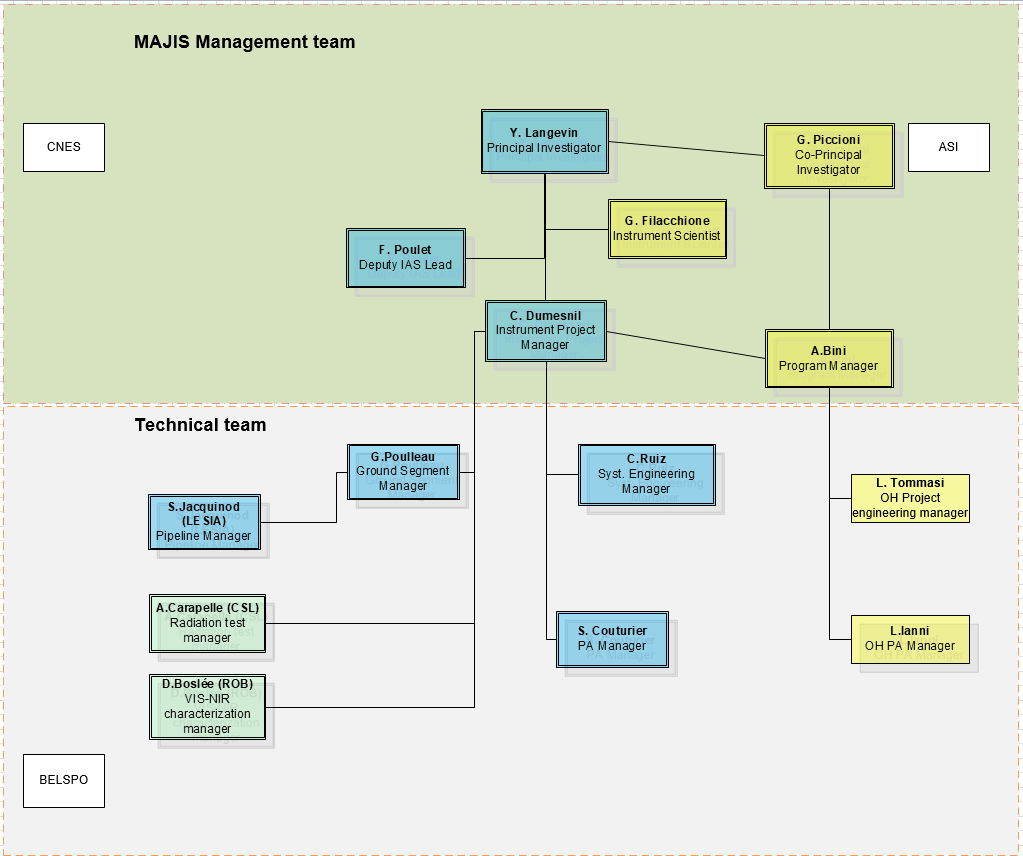 MAJIS Management team
CNES
Y. Langevin
Principal Investigator
G. Piccioni
Co-Principal
Investigator
ASI
G. Filacchione
Instrument Scientist
F. Poulet
Deputy IAS Lead
C. Dumesnil
Instrument Project
Manager
A.Bini
Program Manager
Technical team
G.Poulleau
Ground Segment
Manager
C.Ruiz
Syst. Engineering
Manager
L. Tommasi
OH Project
engineering manager
S.Jacquinod
(LESIA)
Pipeline Manager
A.Carapelle (CSL)
Radiation test
manager
S. Couturier
PA Manager
L.Ianni
OH PA Manager
D.Boslée (ROB)
VIS-NIR
characterization
manager
BELSPO